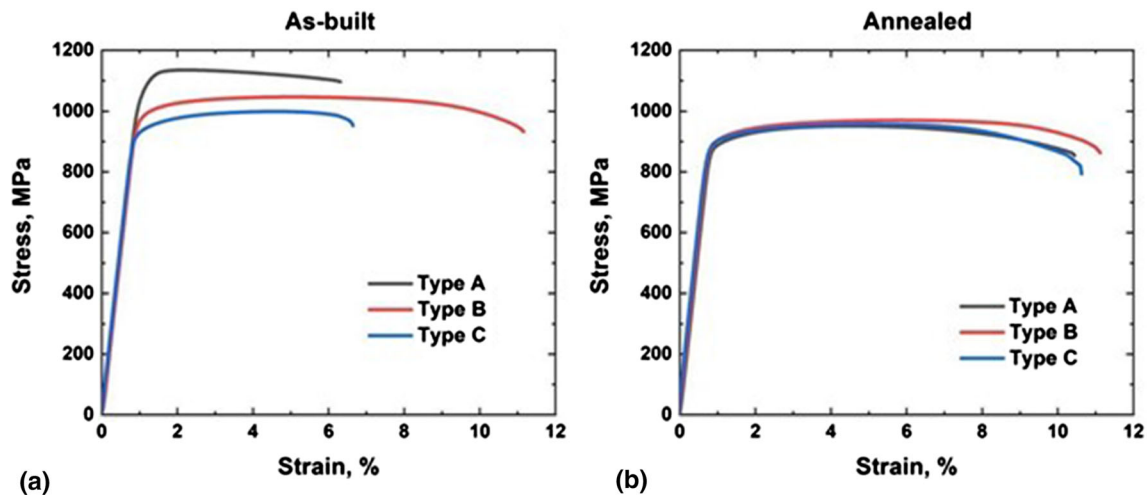 As-built
1200
1000
800
600
400
200
0
Stress, MPa
Type A
Type B
Type C
0 2 4 6 8 10 12
Strain, %
(a)
Annealed
1200
1000
800
600
400
200
0
Stress, MPa
Type A
Type B
Type C
0 2 4 6 8 10 12
Strain, %
(b)